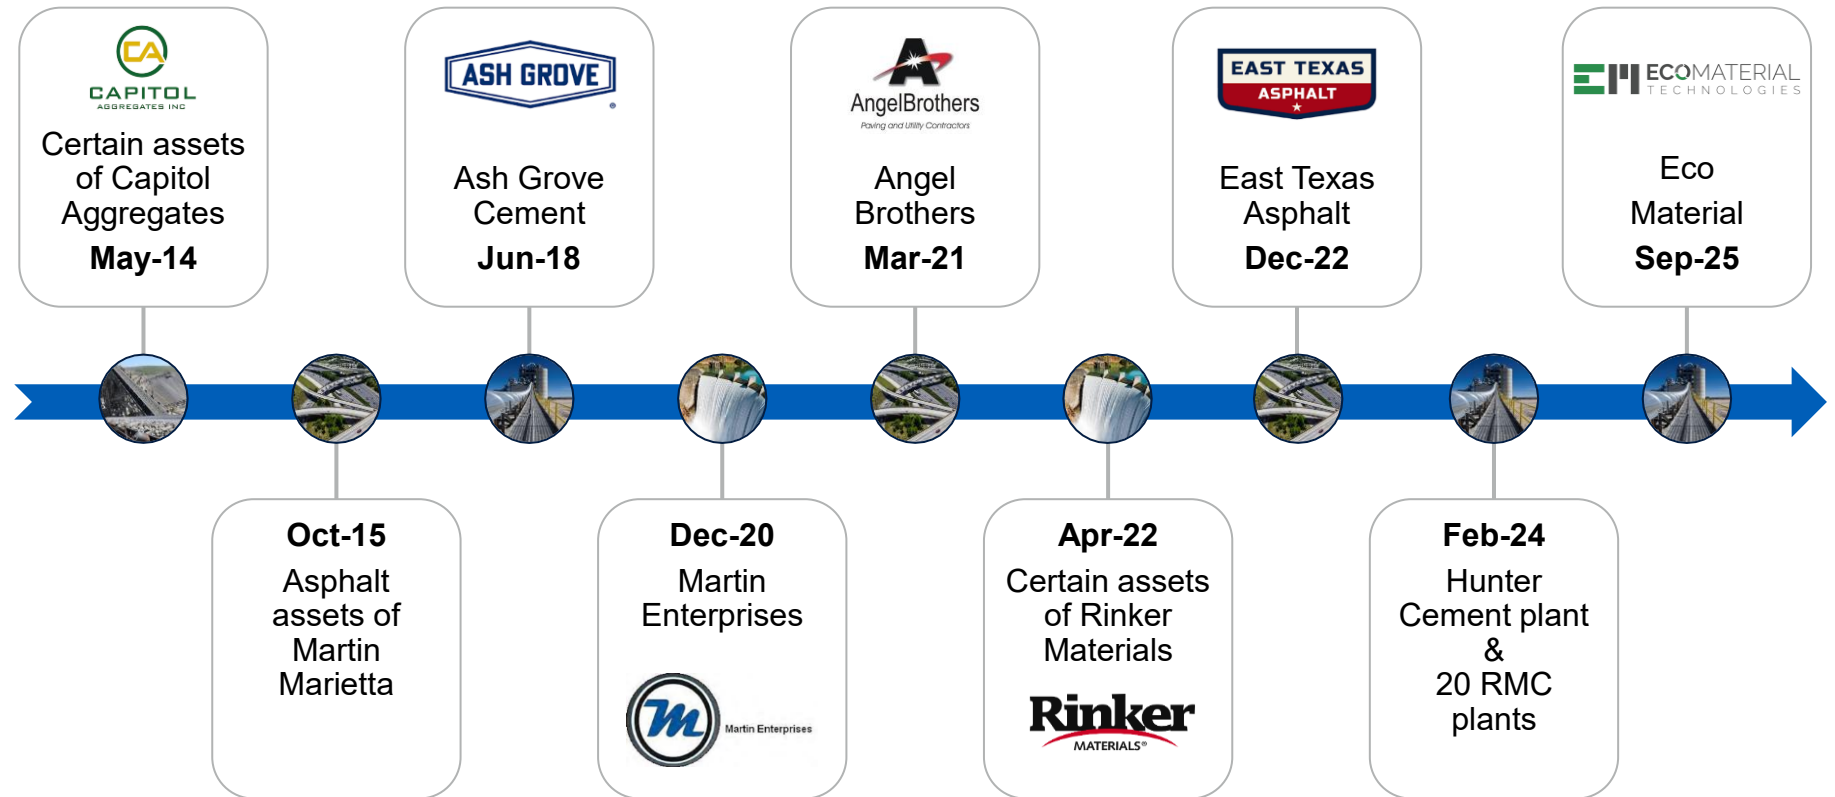 CA
CAPITOL
AGGREGATES INC
Certain assets
of Capitol
Aggregates
May-14
ASH GROVE
®
Ash Grove
Cement
Jun-18
A
AngelBrothers
Paving and Utility Contractors
Angel
Brothers
Mar-21
EAST TEXAS
ASPHALT
East Texas
Asphalt
Dec-22
EM ECOMATERIAL
TECHNOLOGIES
Eco
Material
Sep-25
Oct-15
Asphalt
assets of
Martin
Marietta
Dec-20
Martin
Enterprises
M
Martin Enterprises
Apr-22
Certain assets
of Rinker
Materials
Rinker
MATERIALS®
Feb-24
Hunter
Cement plant
&
20 RMC
plants